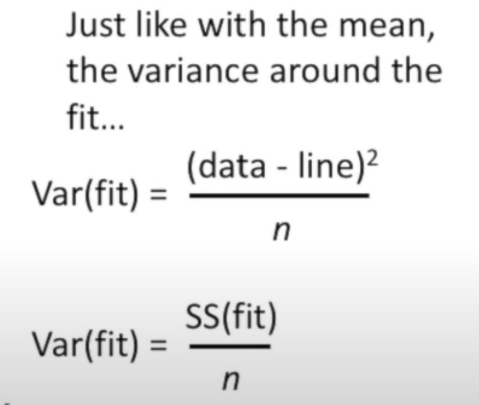 Just like with the mean,
the variance around the
fit...
Var(fit) = (data - line)²
n
Var(fit) = SS(fit)
n